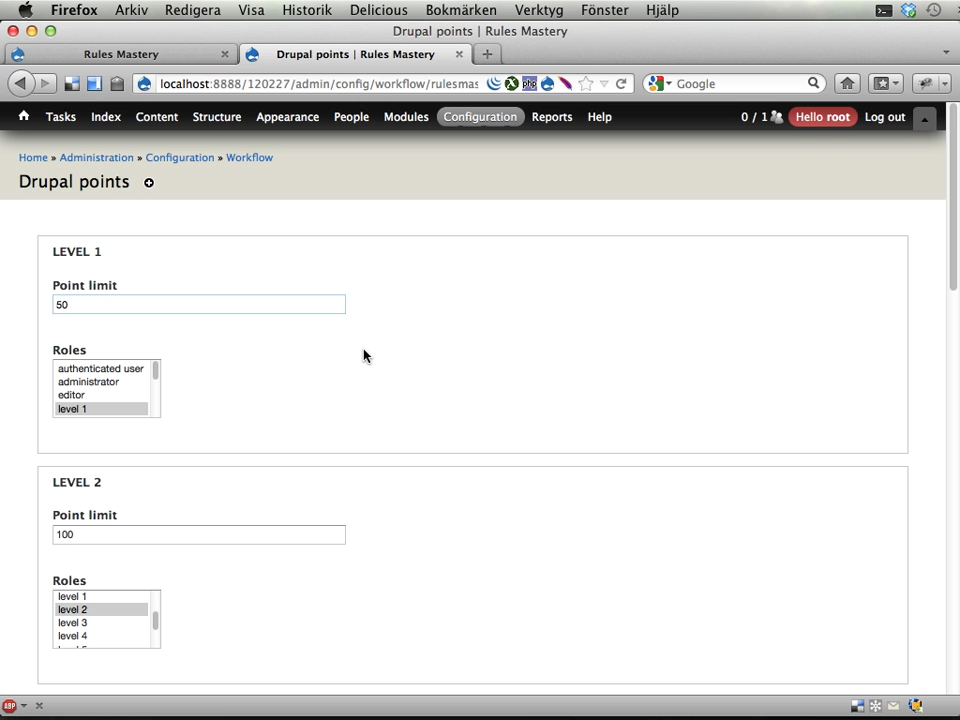 Firefox Arkiv Redigera Visa Historik Delicious Bokmärken Verktyg Fönster Hjälp
Drupal points | Rules Mastery
Rules Mastery Drupal points | Rules Mastery
localhost:8888/120227/admin/config/workflow/rulesmas php Google
Tasks Index Content Structure Appearance People Modules Configuration Reports Help 0 / 1 Hello root Log out
Home » Administration » Configuration » Workflow
Drupal points
LEVEL 1
Point limit
50
Roles
authenticated user
administrator
editor
level 1
LEVEL 2
Point limit
100
Roles
level 1
level 2
level 3
level 4
ABP